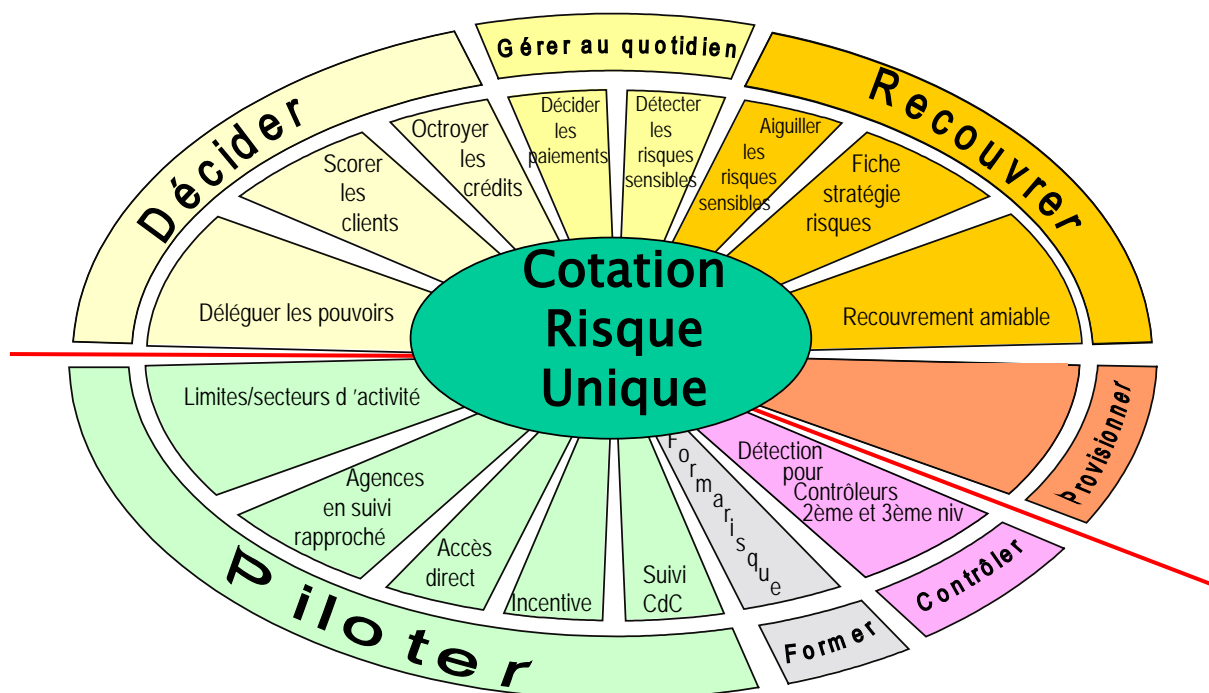 Gérer au quotidien
Décider
Recouvrer
Déléguer les pouvoirs
Scorer
les
clients
Octroyer
les
crédits
Décider
les
paiements
Détecter
les
risques
sensibles
Aiguiller
les
risques
sensibles
Fiche
stratégie
risques
Recouvrement amiable
Cotation
Risque
Unique
Provisionner
Limites/secteurs d 'activité
Agences
en suivi
rapproché
Accès
direct
Incentive
Suivi
CdC
Formarisque
Détection
pour
Contrôleurs
2ème et 3ème niv
Contrôler
Former
Piloter